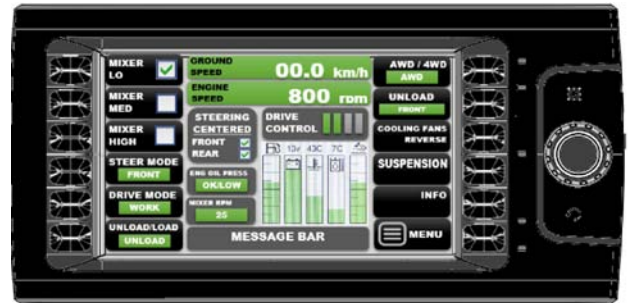 MIXER
LO
MIXER
MED
MIXER
HIGH
STEER MODE
FRONT
DRIVE MODE
WORK
UNLOAD/LOAD
UNLOAD
GROUND
SPEED
00.0 km/h
ENGINE
SPEED
800 rpm
STEERING
CENTERED
FRONT
REAR
DRIVE
CONTROL
ENG OIL PRESS
OK/LOW
MIXER RPM
25
13v 43C 7C
MESSAGE BAR
AWD / 4WD
AWD
UNLOAD
FRONT
COOLING FANS
REVERSE
SUSPENSION
INFO
MENU